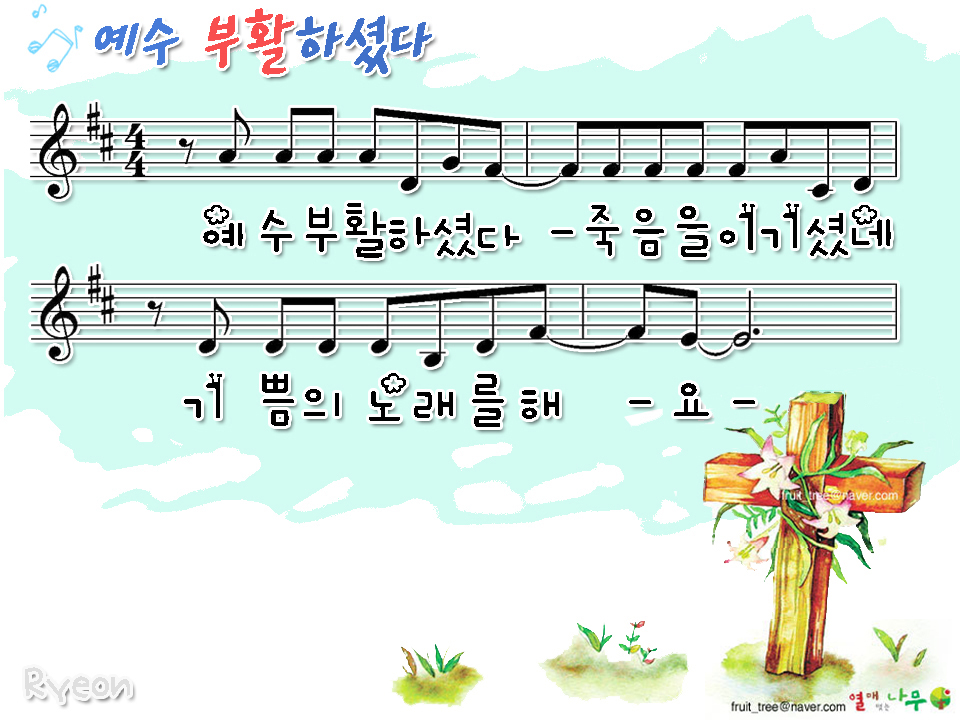 예수 부활하셨다
예수부활하셨다 -죽음을이기셨네
기 쁨의 노래를해 -요-
fruit_tree@naver.com
Ryeon
fruit_tree@naver.com 열매 맺는 나무